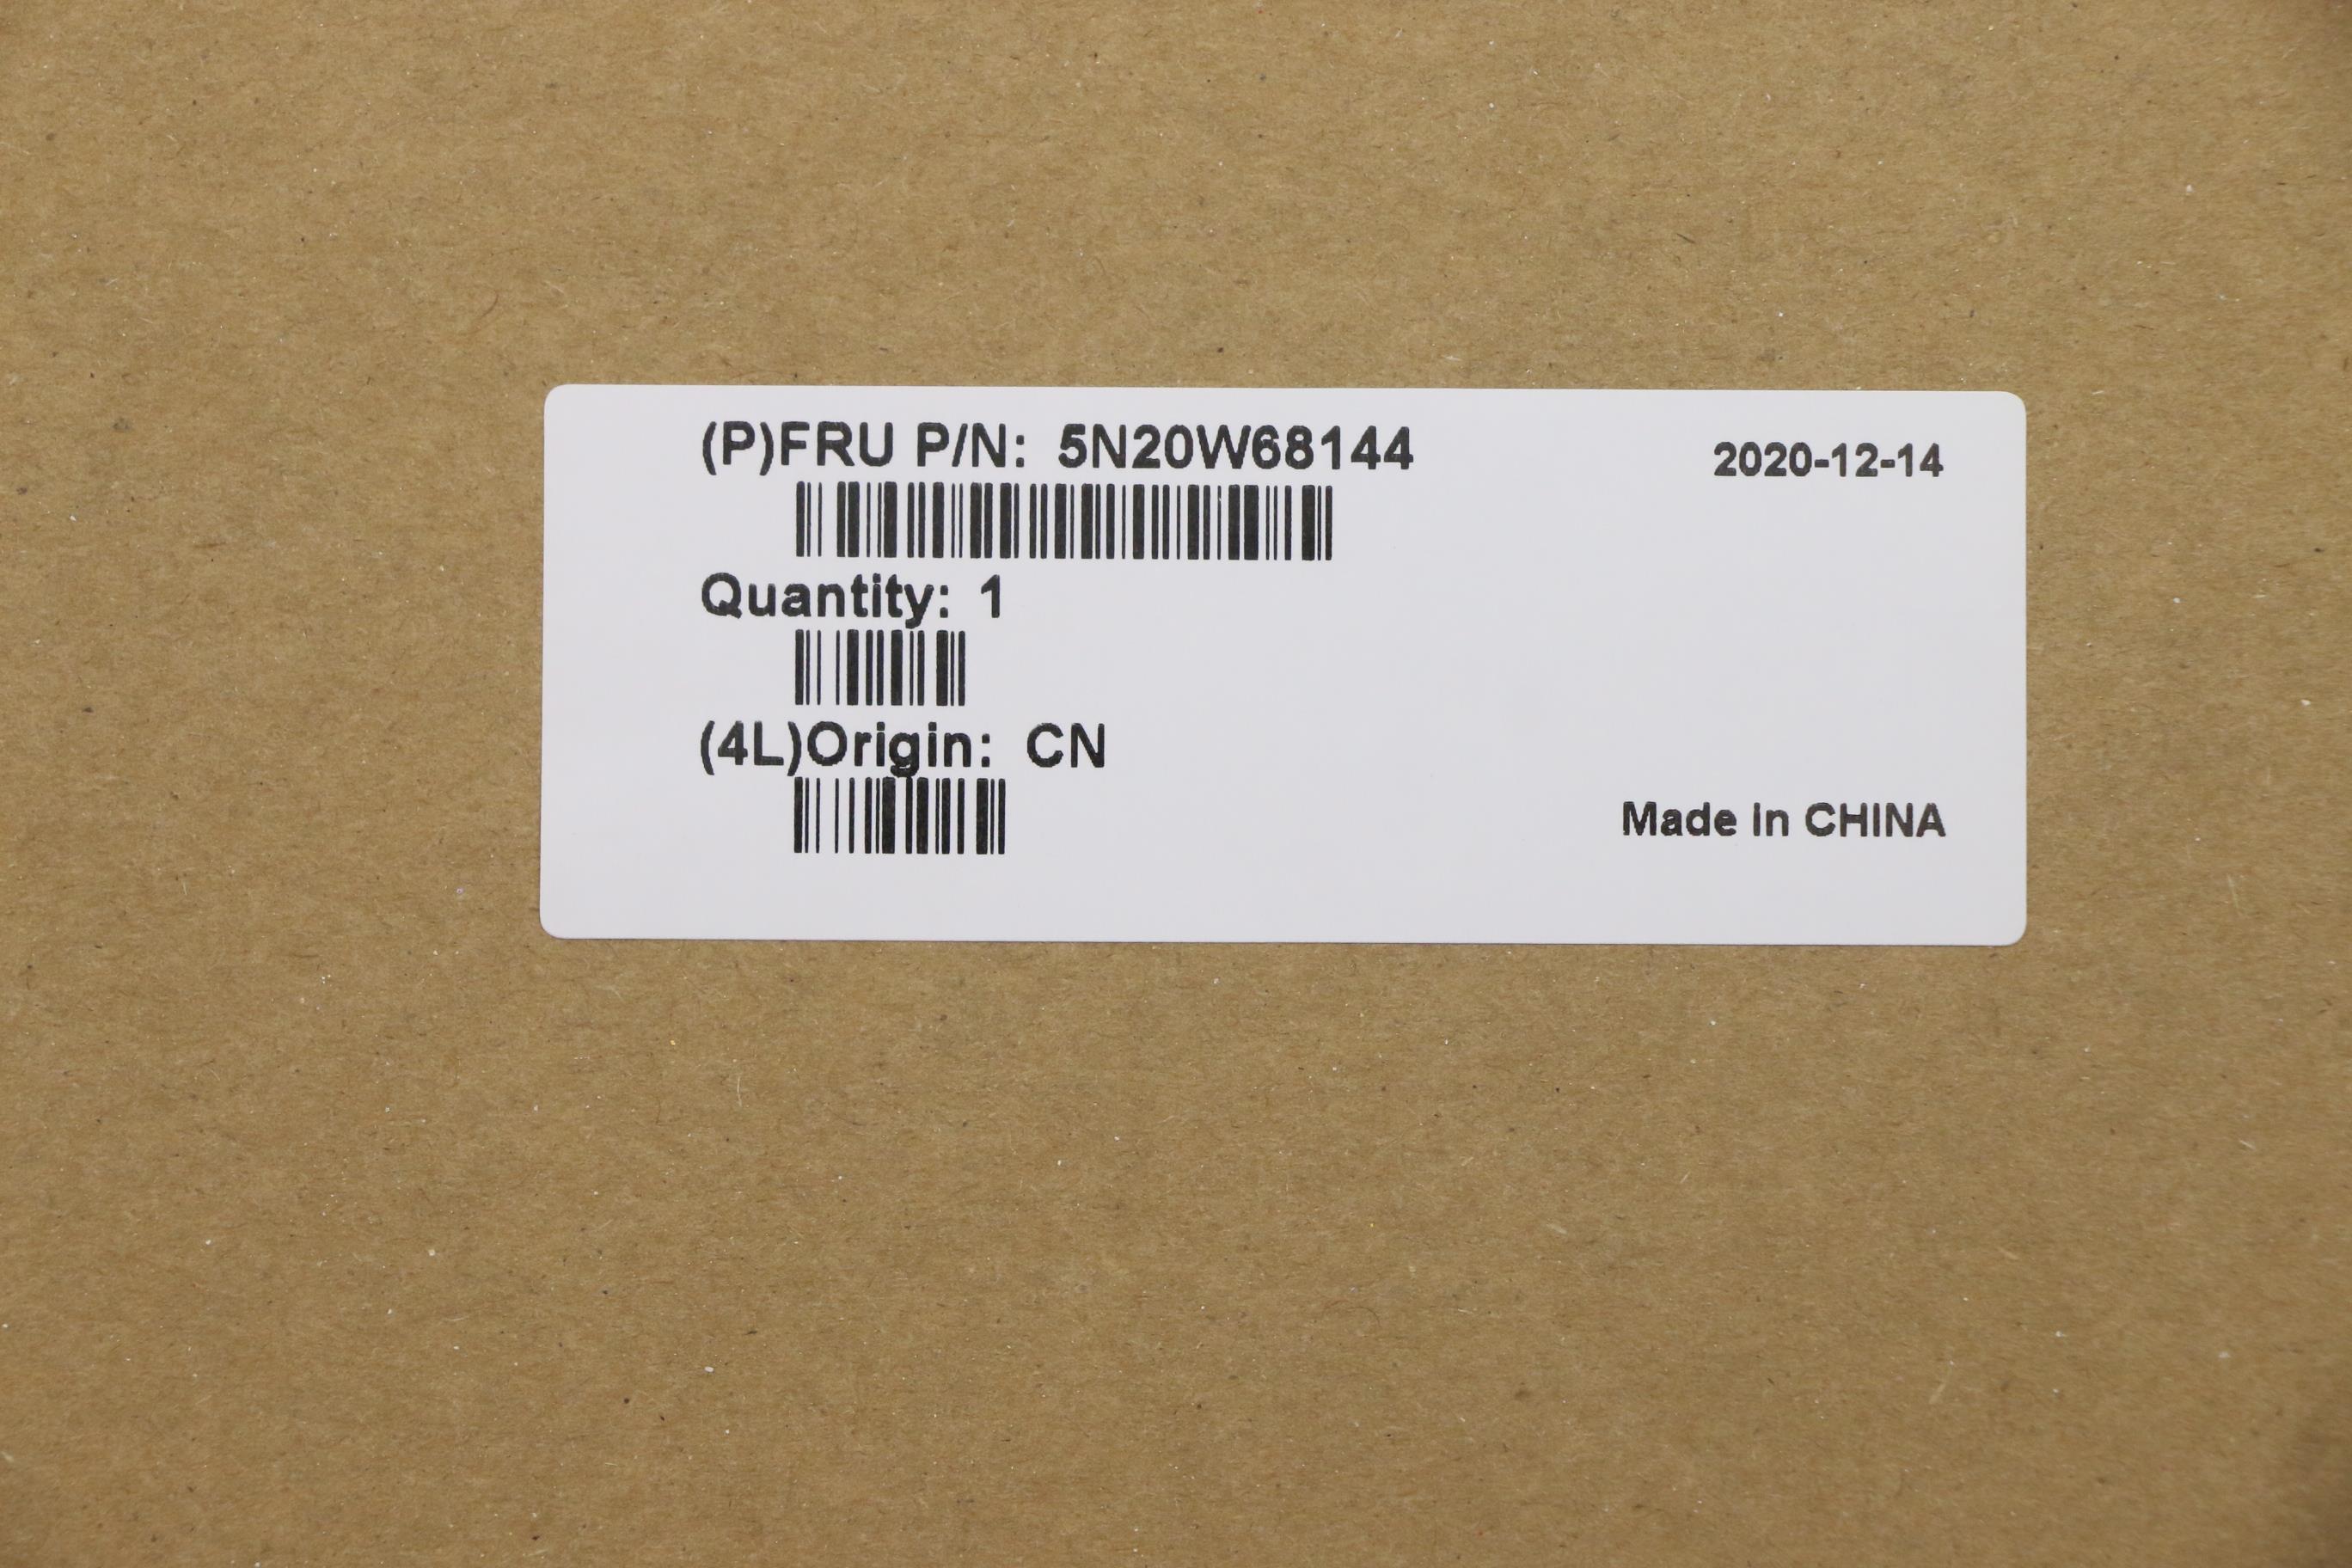 (P)FRU P/N: 5N20W68144
2020-12-14
Quantity: 1
(4L)Origin: CN
Made in CHINA